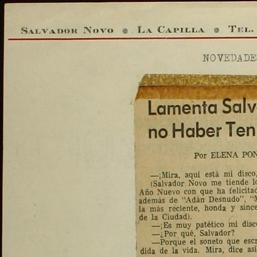 SALVADOR NOVO ● LA CAPILLA ● TEL.
NOVEDADE
Lamenta Salv
no Haber Ten
Por ELENA PON
—¡Mira, aquí está mi disco,
(Salvador Novo me tiende lo
Año Nuevo con que ha felicitad
además de "Adán Desnudo", "M
la más reciente, honda y since
de la Ciudad).
—¡Es muy patético mi disc
—¿Por qué, Salvador?
—Porque el soneto que escr
dida de la vida. Mira, dice así